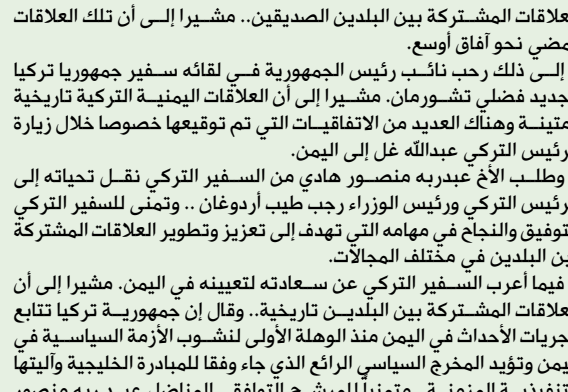 علاقات المشتركة بين البلدين الصديقين.. مشيرا إلى أن تلك العلاقات
مضي نحو آفاق أوسع.
إلى ذلك رحب نائب رئيس الجمهورية في لقائه سفير جمهوريا تركيا
جديد فضلي تشورمان. مشيرا إلى أن العلاقات اليمنية التركية تاريخية
متينة وهناك العديد من الاتفاقيات التي تم توقيعها خصوصا خلال زيارة
رئيس التركي عبدالله غل إلى اليمن.
وطلب الأخ عبدربه منصور هادي من السفير التركي نقل تحياته إلى
رئيس التركي ورئيس الوزراء رجب طيب أردوغان .. وتمنى للسفير التركي
توفيق والنجاح في مهامه التي تهدف إلى تعزيز وتطوير العلاقات المشتركة
ين البلدين في مختلف المجالات.
فيما أعرب السفير التركي عن سعادته لتعيينه في اليمن. مشيرا إلى أن
علاقات المشتركة بين البلدين تاريخية.. وقال إن جمهورية تركيا تتابع
جريات الأحداث في اليمن منذ الوهلة الأولى لنشوب الأزمة السياسية في
يمن وتؤيد المخرج السياسي الرائع الذي جاء وفقا للمبادرة الخليجية وآليتها